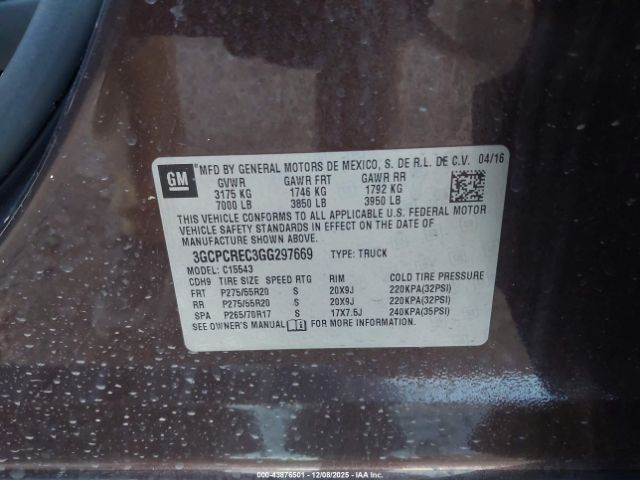 GM
MFD BY GENERAL MOTORS DE MEXICO, S. DE R.L. DE C.V. 04/16
GVWR GAWR FRT GAWR RR
3175 KG 1746 KG 1792 KG
7000 LB 3850 LB 3950 LB
THIS VEHICLE CONFORMS TO ALL APPLICABLE U.S. FEDERAL MOTOR
VEHICLE SAFETY STANDARDS IN EFFECT ON THE DATE OF
MANUFACTURE SHOWN ABOVE.
3GCPCREC3GG297669 TYPE: TRUCK
MODEL: C15543
CDH9 TIRE SIZE SPEED RTG RIM COLD TIRE PRESSURE
FRT P275/55R20 S 20X9J 220KPA(32PSI)
RR P275/55R20 S 20X9J 220KPA(32PSI)
SPA P265/70R17 S 17X7.5J 240KPA(35PSI)
SEE OWNER'S MANUAL FOR MORE INFORMATION.
000-43876501 - 12/08/2025 - IAAI.COM